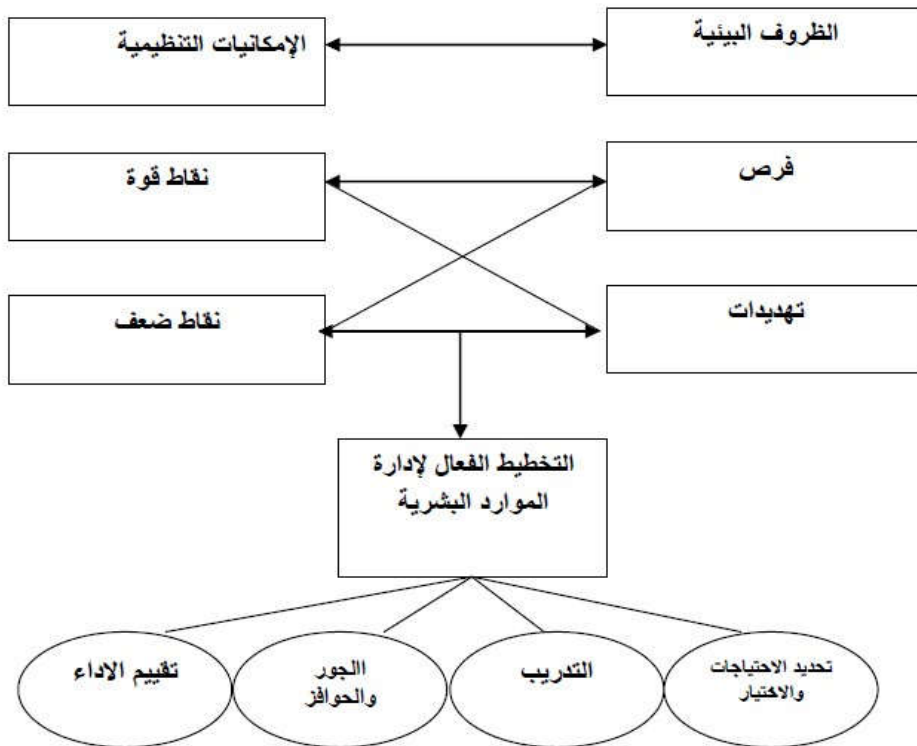 الظروف البيئية
الإمكانيات التنظيمية
فرص
نقاط قوة
تهديدات
نقاط ضعف
التخطيط الفعال لإدارة
الموارد البشرية
تحديد الاحتياجات
والاختيار
التدريب
االجور
والحوافز
تقييم الاداء